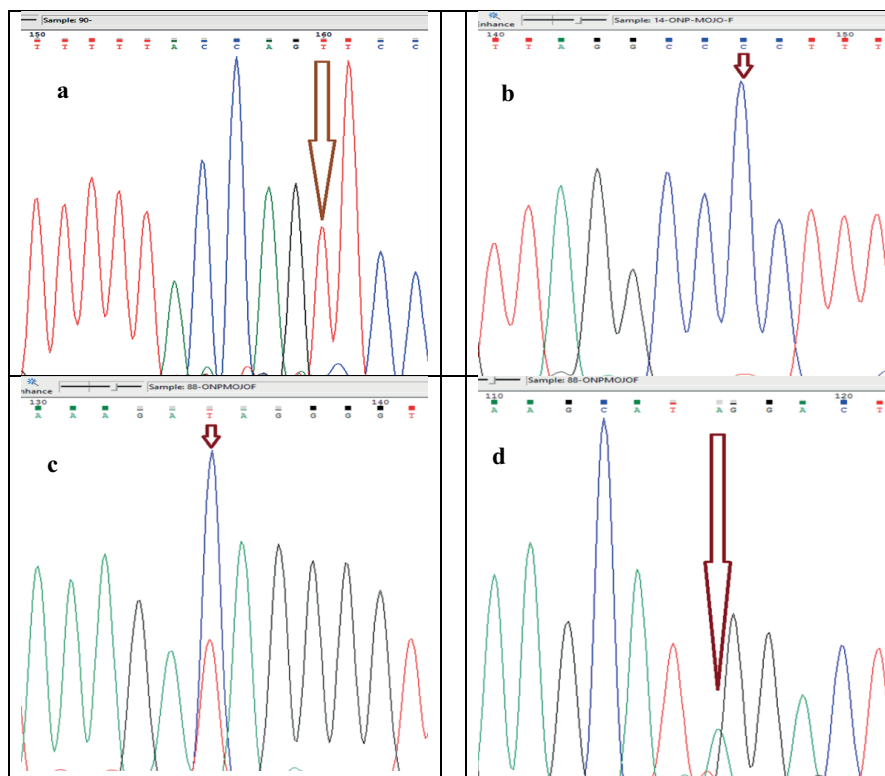 Sample: 90-
150 160
T T T T T A C C A G T T C C
a
nhance Sample: 14-ONP-MOJO-F
140 150
T T A G G C C C C T T T
b
nhance Sample: 88-ONPMOJOF
130 140
A A A G A T A G G G G T
c
Sample: 88-ONPMOJOF
110 120
A A G C A T A G G A C T
d